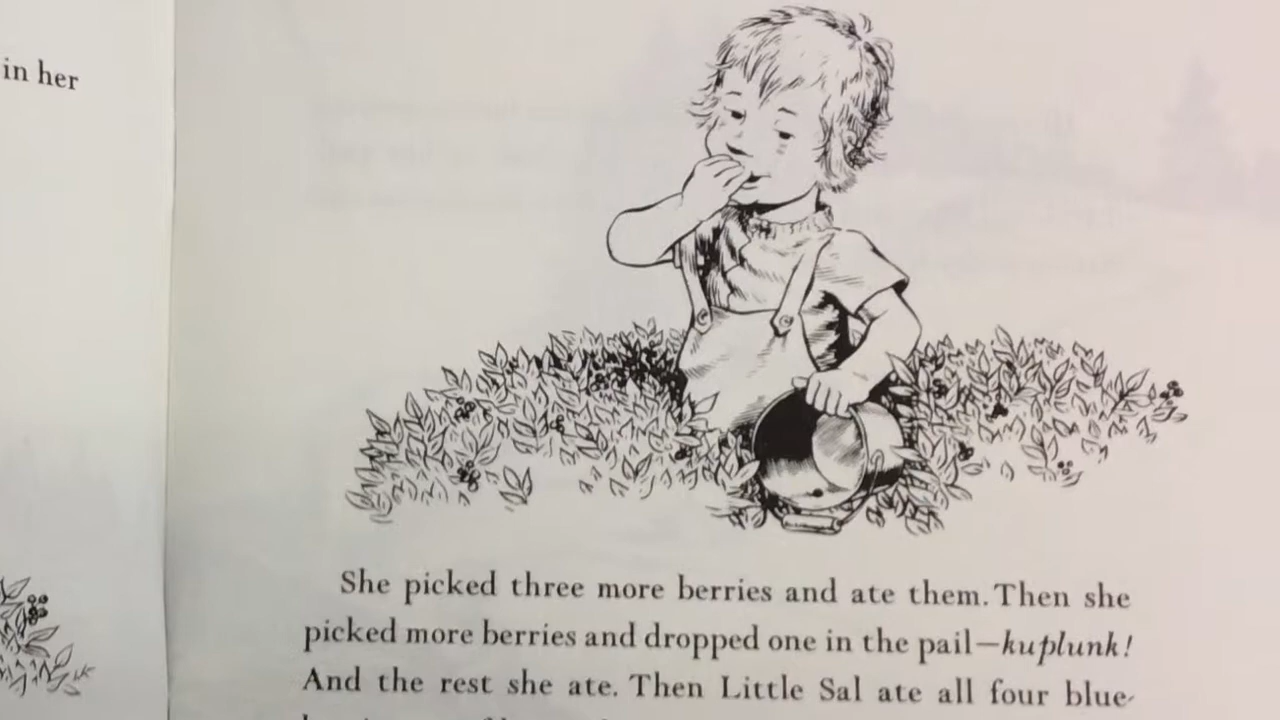 in her
She picked three more berries and ate them. Then she
picked more berries and dropped one in the pail—kuplunk!
And the rest she ate. Then Little Sal ate all four blue-